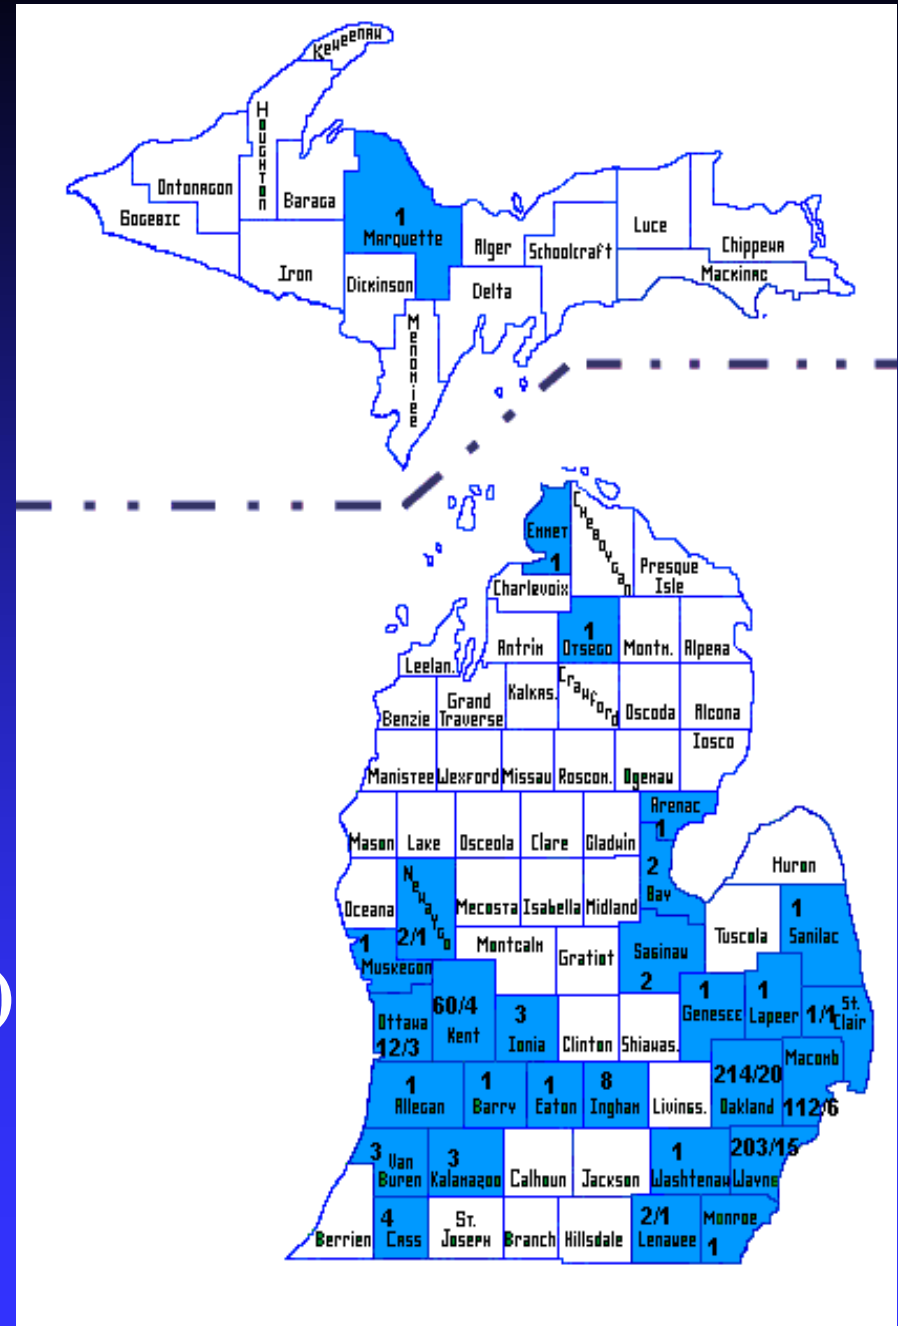 Keweenaw
Houghton
Ontonagon
Baraga
Gogebic
1
Marquette
Luce
Alger
Schoolcraft
Chippewa
Iron
Dickinson
Delta
Mackinac
Menomiee
Emmet
1
Cheboygan
Presque
Isle
Charlevoix
1
Antrim
Otsego
Montm.
Alpena
Leelan.
Kalkas.
Crawford
Grand
Traverse
Benzie
Oscoda
Alcona
Iosco
Manistee
Wexford
Missau
Roscom.
Ogemaw
Arenac
1
Mason
Lake
Osceola
Clare
Gladwin
2
Bay
Huron
Newaygo
2/1
Oceana
Mecosta
Isabella
Midland
1
Sanilac
Tuscola
1
Muskegon
Montcalm
Gratiot
Saginaw
2
)
60/4
Kent
Ottawa
12/3
3
Ionia
Clinton
Shiawas.
1
Genesee
1
Lapeer
1/1
St.
Clair
1
Allegan
1
Barry
1
Eaton
8
Ingham
Livings.
214/20
Oakland
Macomb
112/6
3
Van
Buren
3
Kalamazoo
Calhoun
Jackson
1
Washtenaw
203/15
Wayne
Berrien
4
Cass
St.
Joseph
Branch
Hillsdale
2/1
Lenawee
Monroe
1